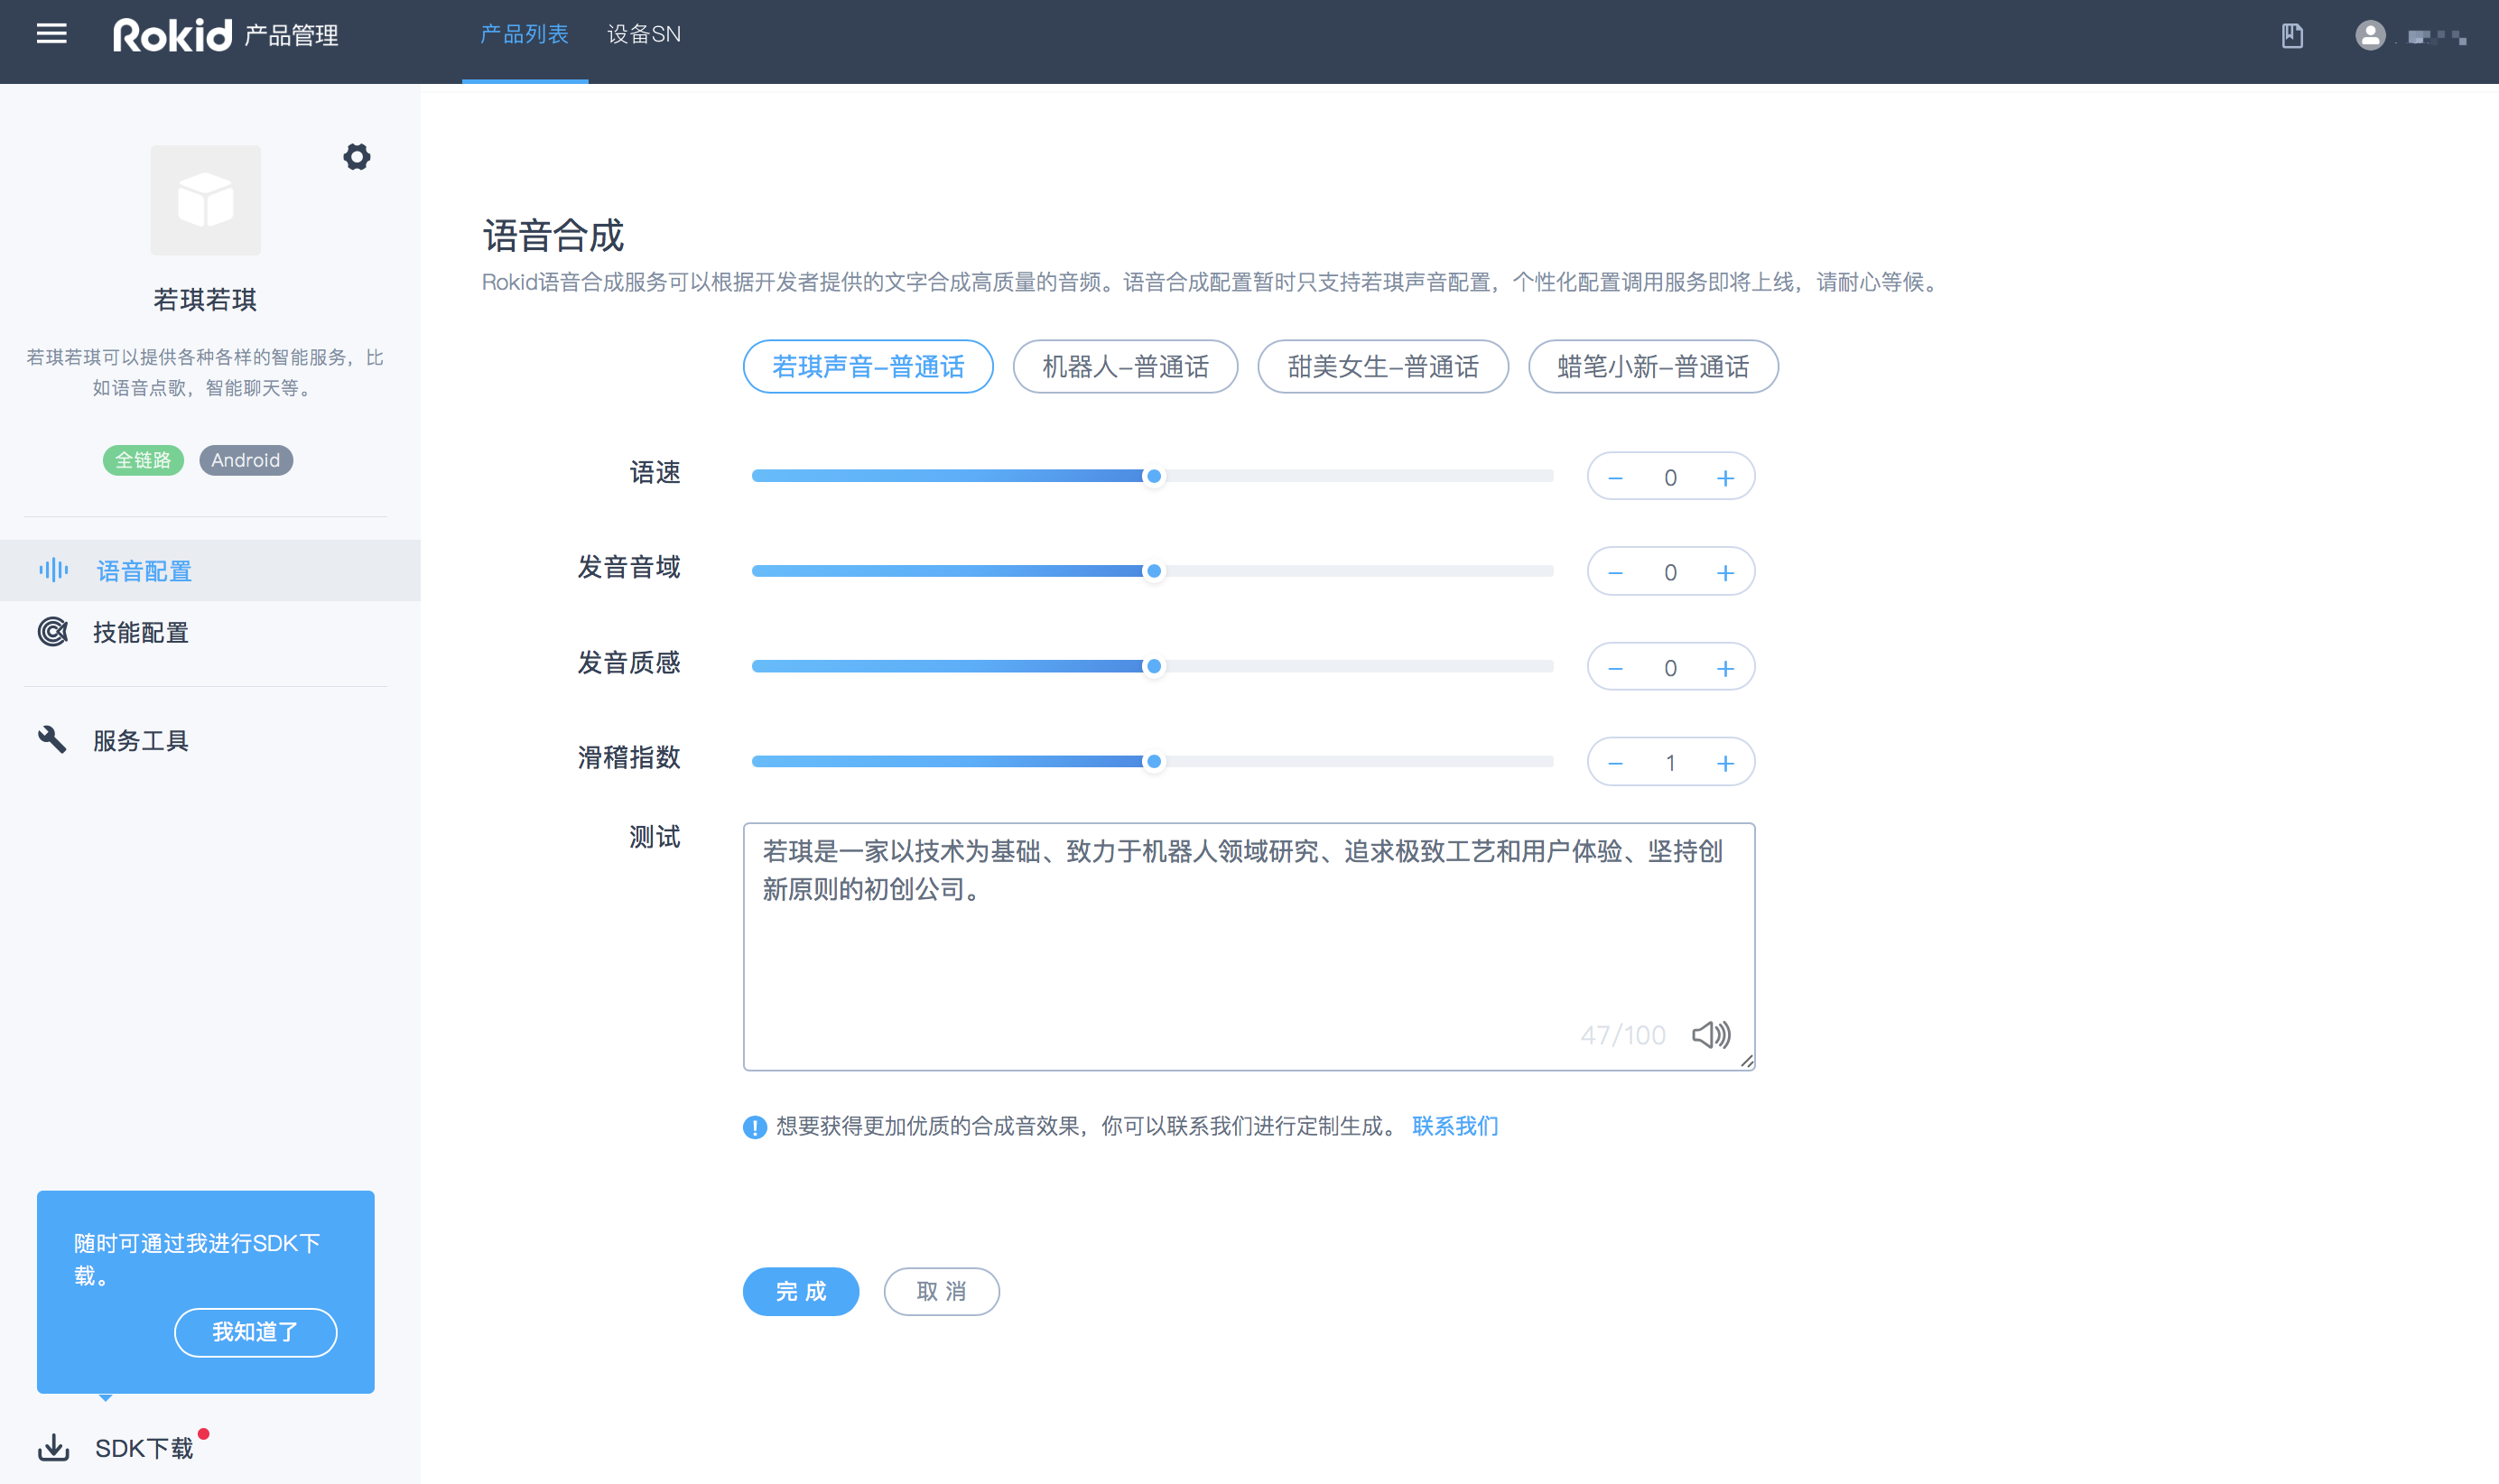 Rokid 产品管理
产品列表
设备SN
若琪若琪
若琪若琪可以提供各种各样的智能服务，比
如语音点歌，智能聊天等。
全链路
Android
语音配置
技能配置
服务工具
随时可通过我进行SDK下
载。
我知道了
SDK下载
语音合成
Rokid语音合成服务可以根据开发者提供的文字合成高质量的音频。语音合成配置暂时只支持若琪声音配置，个性化配置调用服务即将上线，请耐心等候。
若琪声音-普通话
机器人-普通话
甜美女生-普通话
蜡笔小新-普通话
语速
− 0 +
发音音域
− 0 +
发音质感
− 0 +
滑稽指数
− 1 +
测试
若琪是一家以技术为基础、致力于机器人领域研究、追求极致工艺和用户体验、坚持创
新原则的初创公司。
47/100
想要获得更加优质的合成音效果，你可以联系我们进行定制生成。 联系我们
完 成
取 消